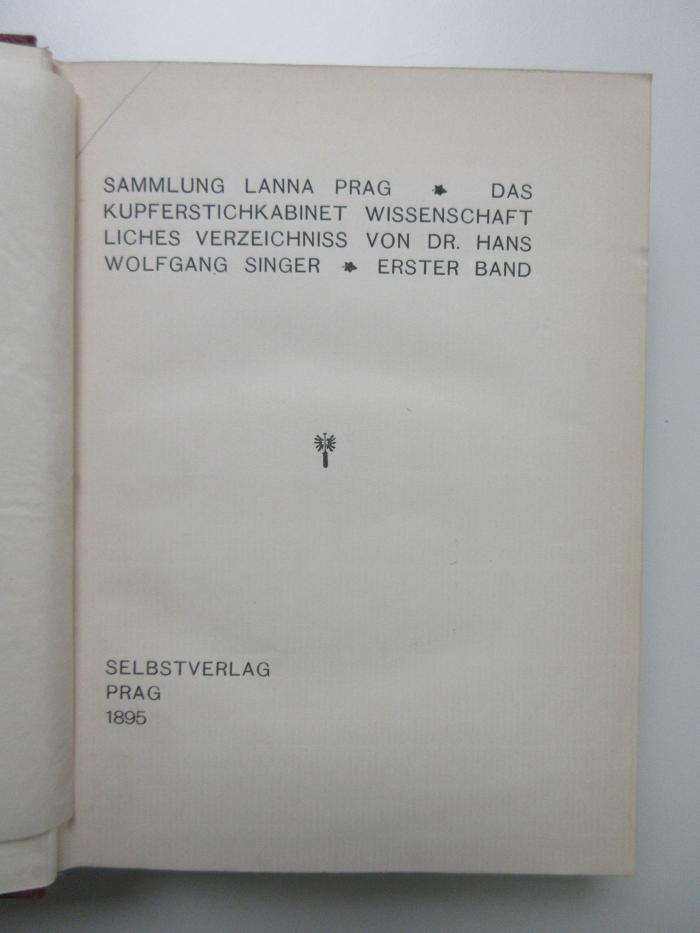 SAMMLUNG LANNA PRAG DAS
KUPFERSTICHKABINET WISSENSCHAFT
LICHES VERZEICHNISS VON DR. HANS
WOLFGANG SINGER ERSTER BAND
SELBSTVERLAG
PRAG
1895